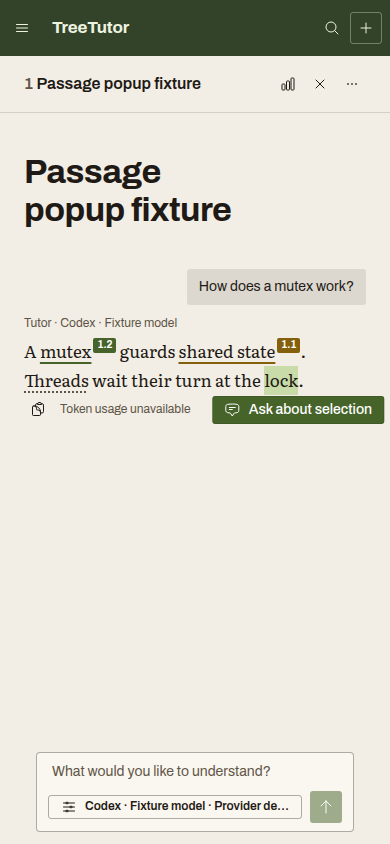 TreeTutor
1 Passage popup fixture
Passage
popup fixture
How does a mutex work?
Tutor · Codex · Fixture model
A mutex 1.2 guards shared state 1.1 .
Threads wait their turn at the lock.
Token usage unavailable
Ask about selection
What would you like to understand?
Codex · Fixture model · Provider de…